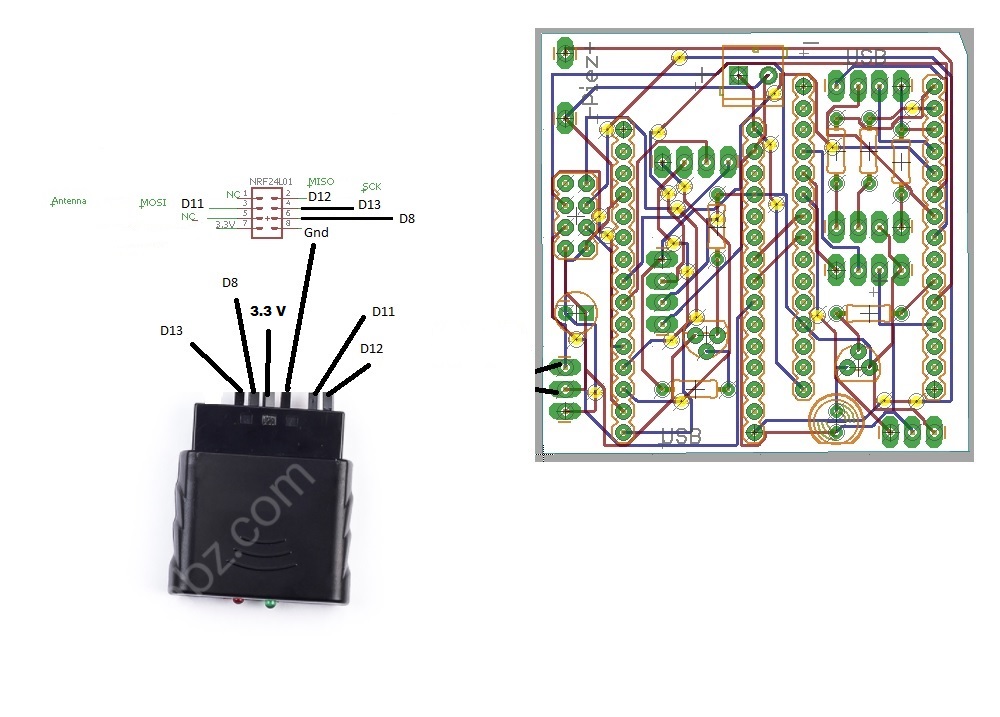 NRF24L01
MISO
SCK
NC 1
2
D12
Antenna
MOSI
D11
3
4
D13
NC
5
6
D8
3.3V 7
8
Gnd
D8
3.3 V
D11
D13
D12
bz.com
-Piez+
+
+|-
USB
USB